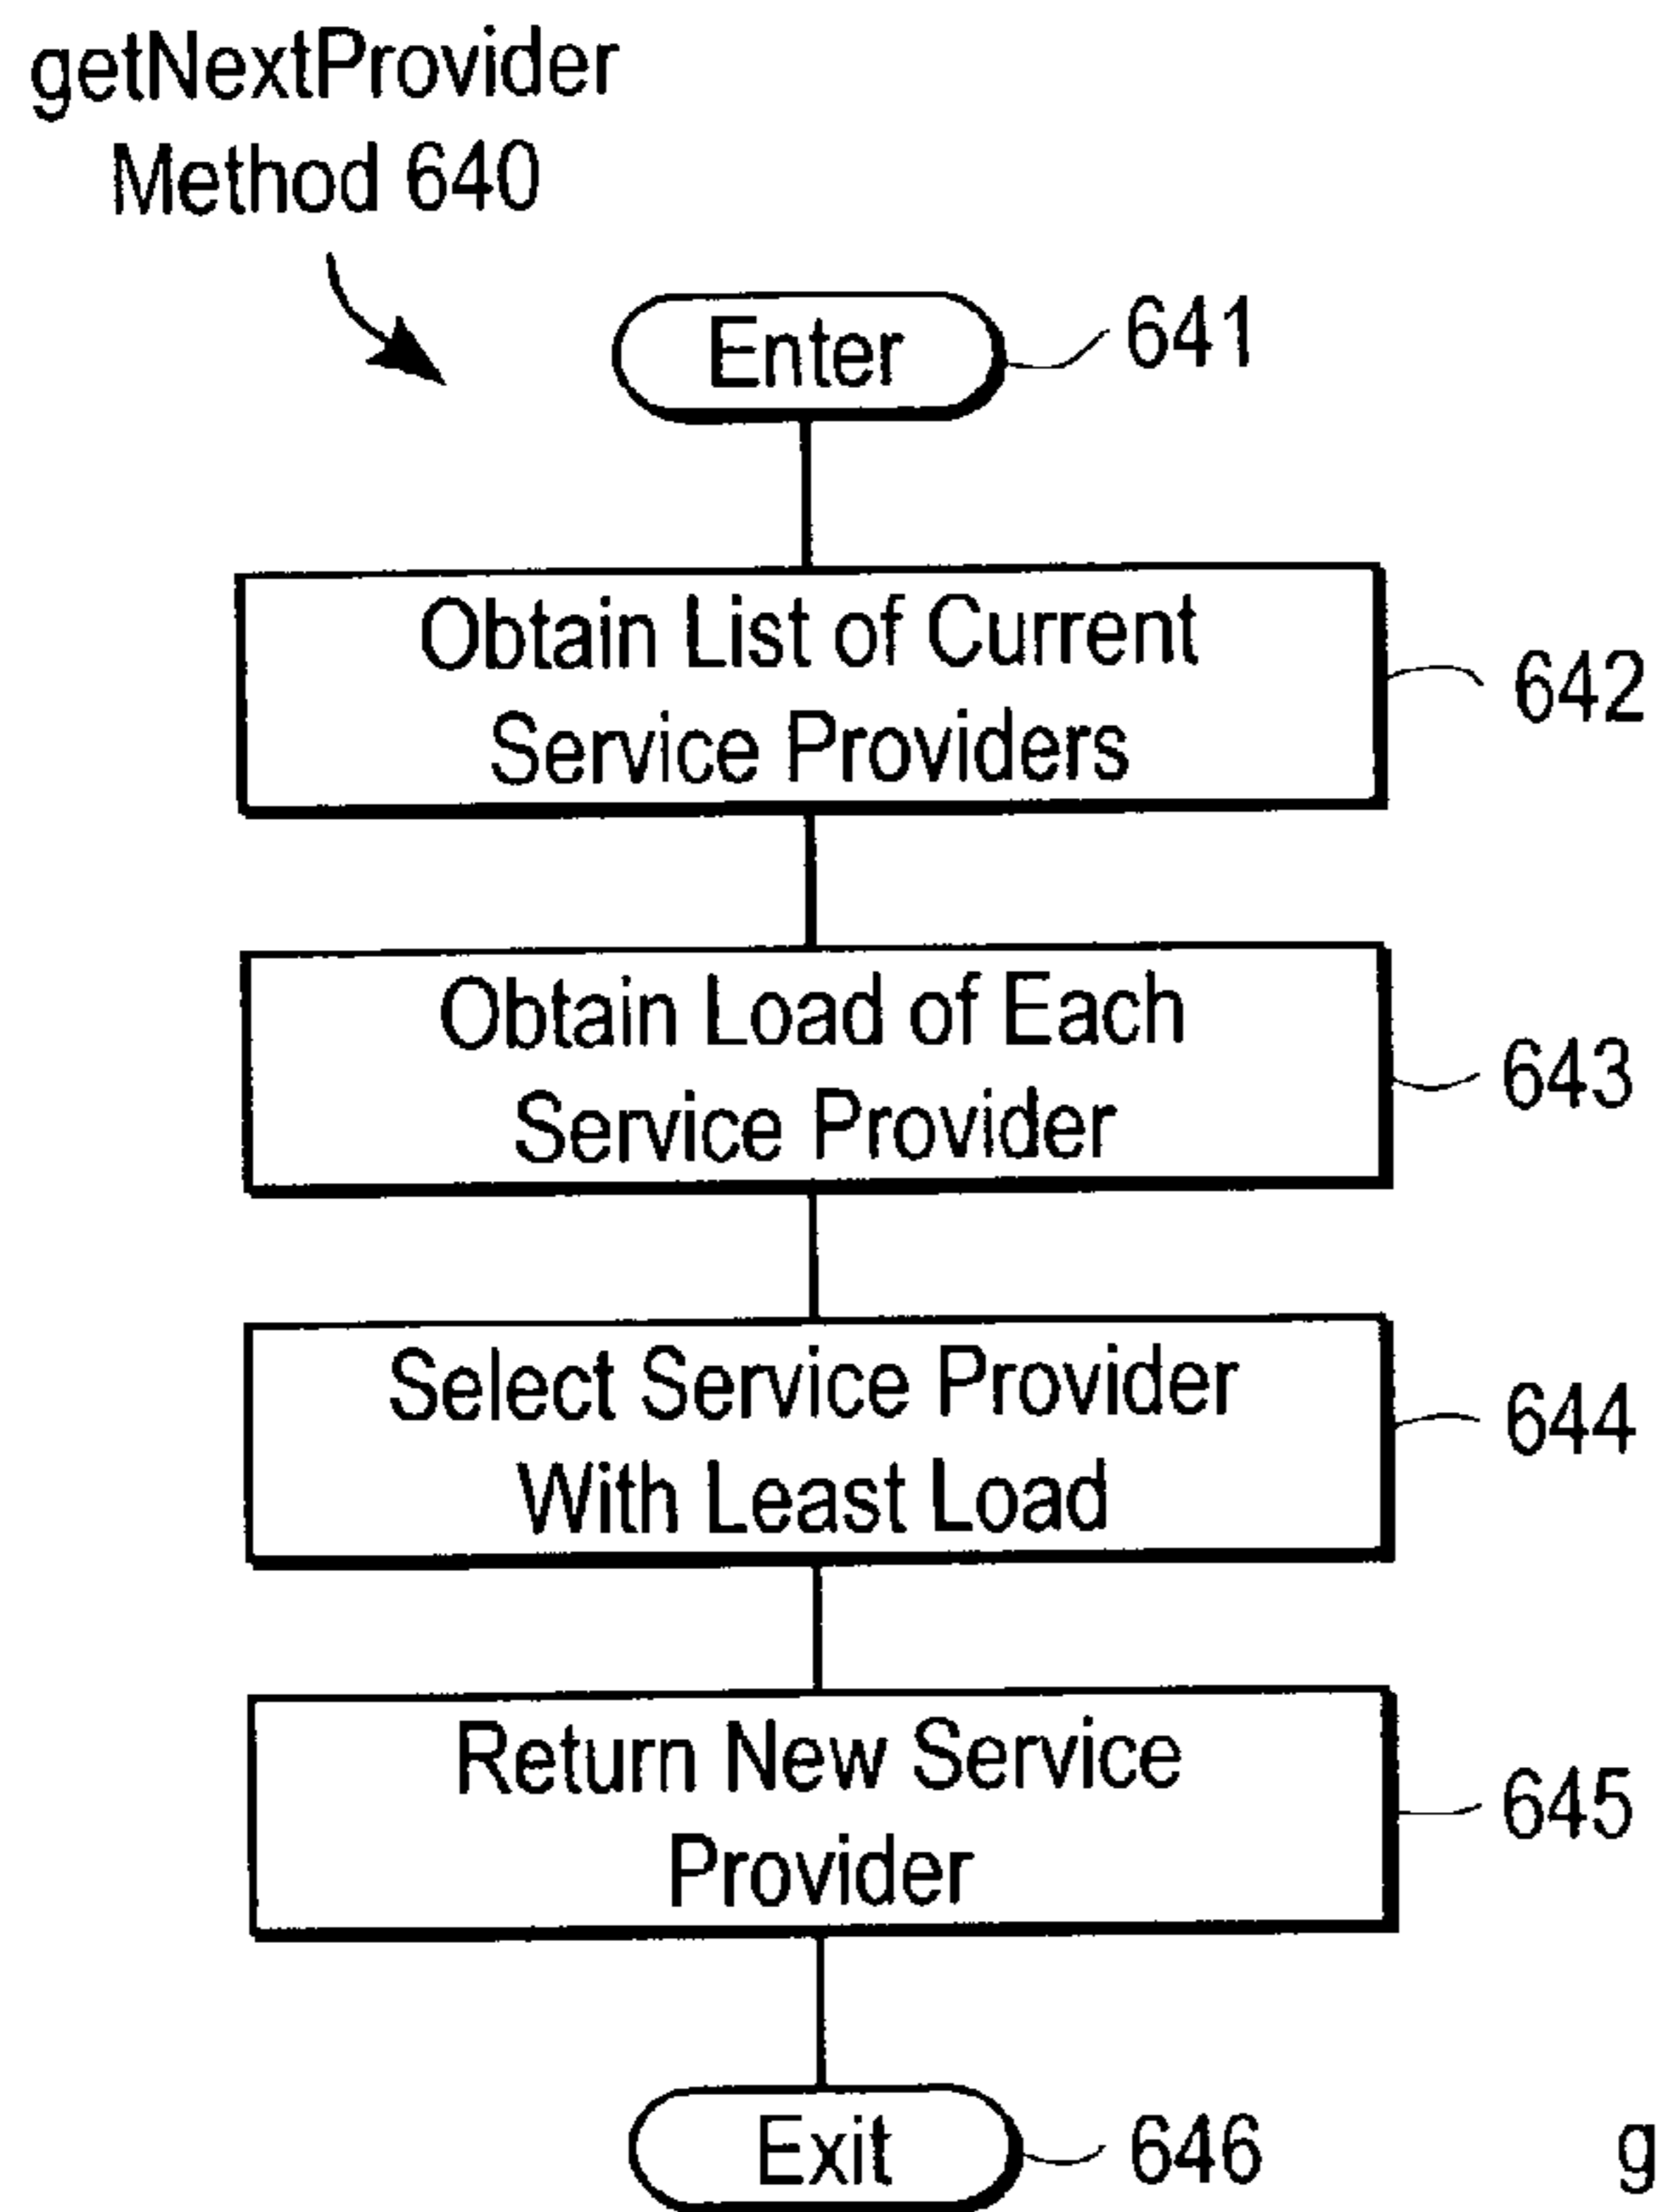 getNextProvider
Method 640
Enter
641
Obtain List of Current
Service Providers
642
Obtain Load of Each
Service Provider
643
Select Service Provider
With Least Load
644
Return New Service
Provider
645
Exit
646
g